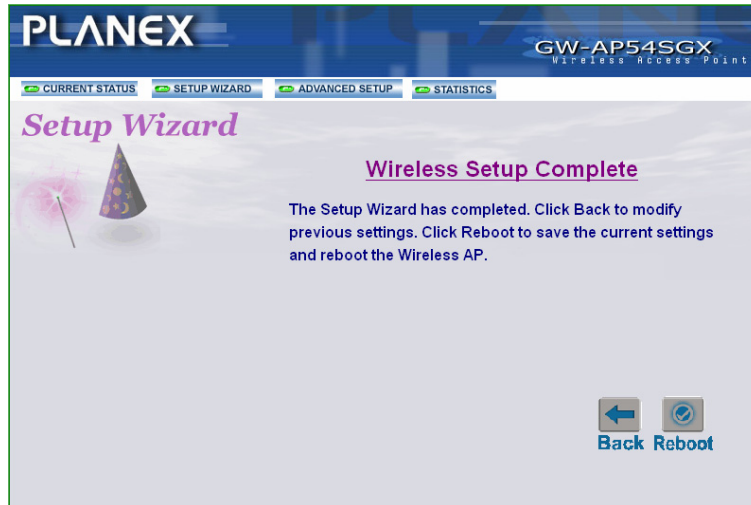 PLANEX
GW-AP54SGX
Wireless Access Point
CURRENT STATUS SETUP WIZARD ADVANCED SETUP STATISTICS
Setup Wizard
Wireless Setup Complete
The Setup Wizard has completed. Click Back to modify
previous settings. Click Reboot to save the current settings
and reboot the Wireless AP.
Back Reboot